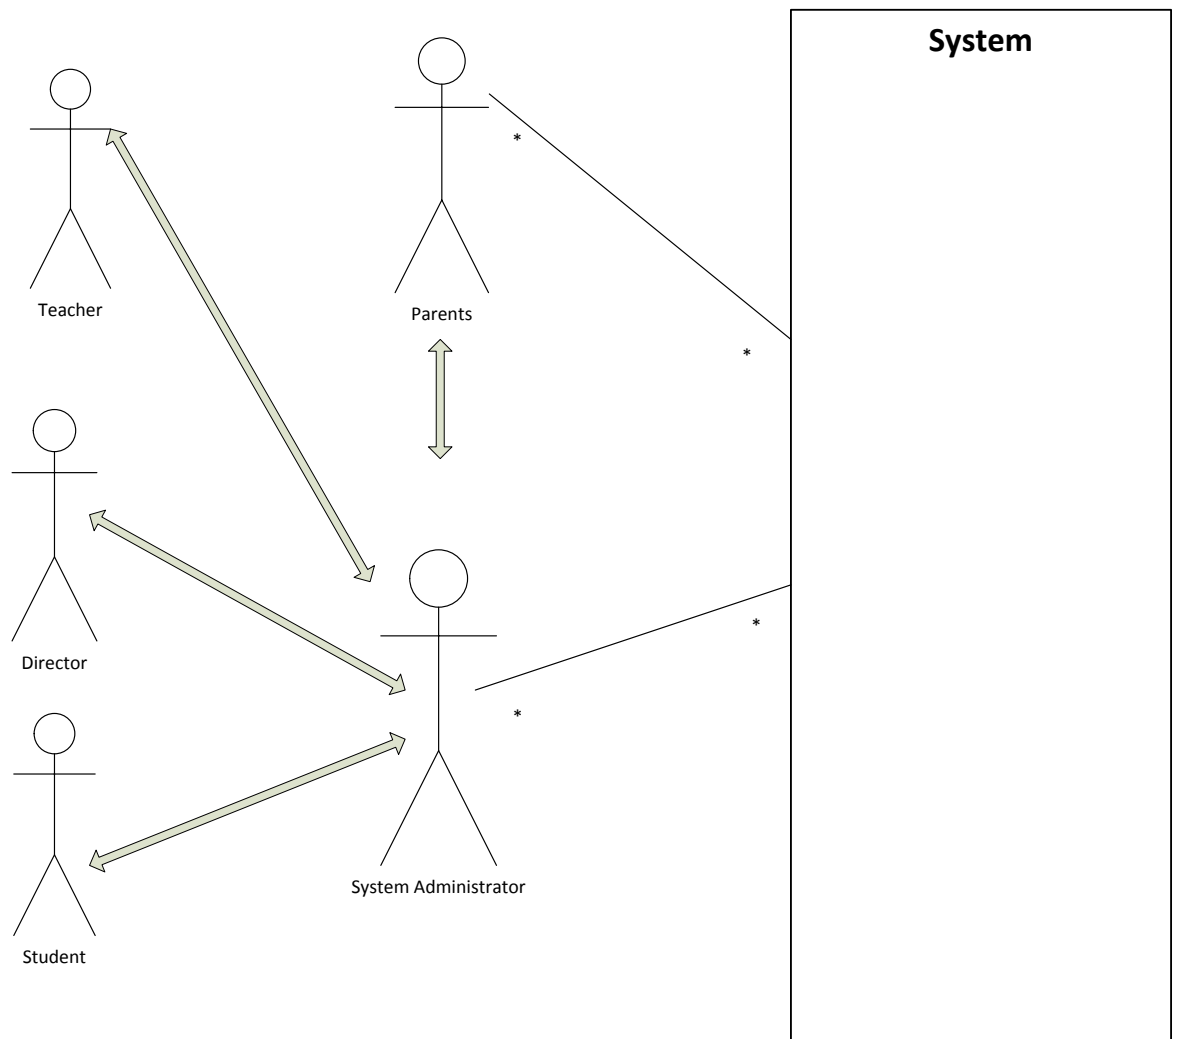 System
*
Teacher
Parents
*
Director
*
*
System Administrator
Student